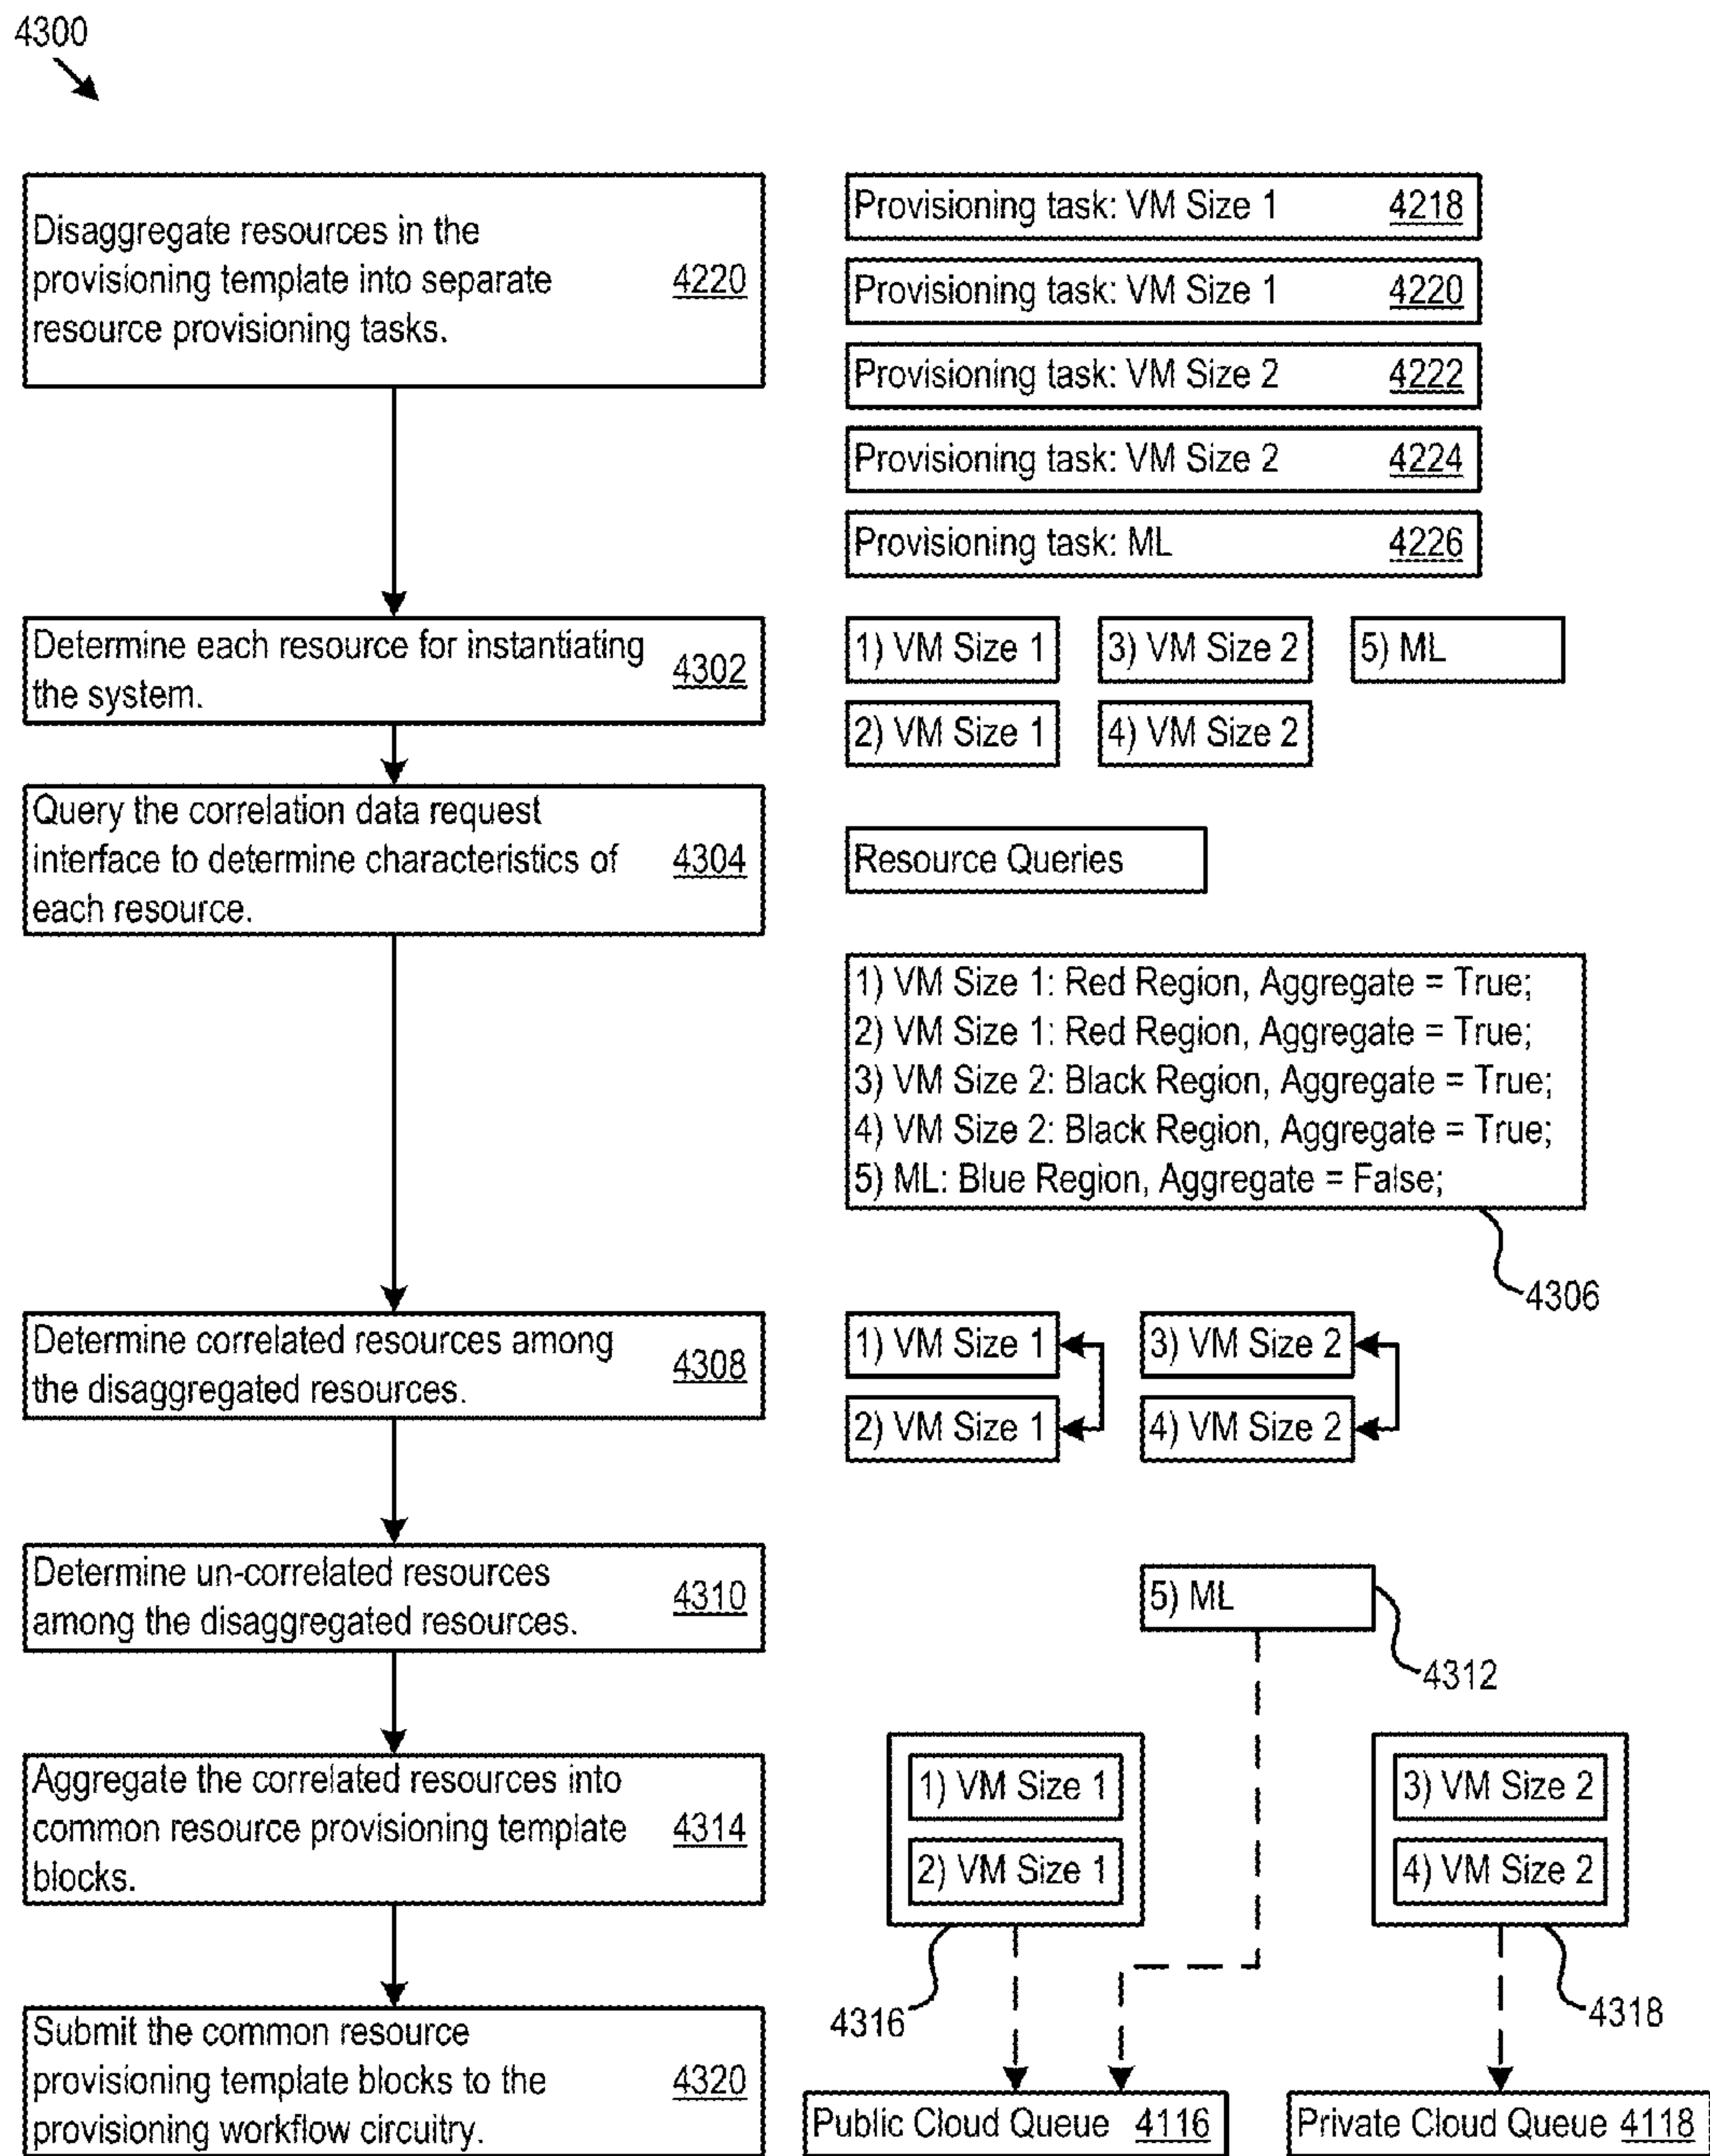 4300
Disaggregate resources in the
provisioning template into separate
resource provisioning tasks.
4220
Provisioning task: VM Size 1 4218
Provisioning task: VM Size 1 4220
Provisioning task: VM Size 2 4222
Provisioning task: VM Size 2 4224
Provisioning task: ML 4226
Determine each resource for instantiating
the system.
4302
1) VM Size 1
3) VM Size 2
5) ML
2) VM Size 1
4) VM Size 2
Query the correlation data request
interface to determine characteristics of
each resource.
4304
Resource Queries
1) VM Size 1: Red Region, Aggregate = True;
2) VM Size 1: Red Region, Aggregate = True;
3) VM Size 2: Black Region, Aggregate = True;
4) VM Size 2: Black Region, Aggregate = True;
5) ML: Blue Region, Aggregate = False;
4306
Determine correlated resources among
the disaggregated resources.
4308
1) VM Size 1
3) VM Size 2
2) VM Size 1
4) VM Size 2
Determine un-correlated resources
among the disaggregated resources.
4310
5) ML
4312
Aggregate the correlated resources into
common resource provisioning template
blocks.
4314
1) VM Size 1
2) VM Size 1
3) VM Size 2
4) VM Size 2
4316
4318
Submit the common resource
provisioning template blocks to the
provisioning workflow circuitry.
4320
Public Cloud Queue 4116
Private Cloud Queue 4118